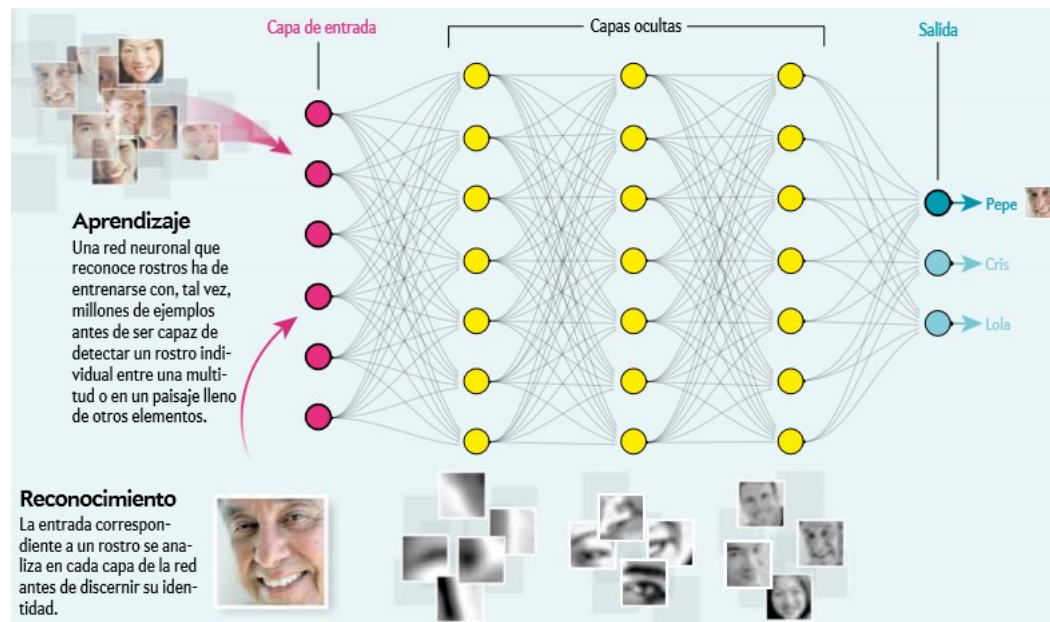 Capa de entrada
Capas ocultas
Salida
Pepe
Cris
Lola
Aprendizaje
Una red neuronal que
reconoce rostros ha de
entrenarse con, tal vez,
millones de ejemplos
antes de ser capaz de
detectar un rostro indi-
vidual entre una multi-
tud o en un paisaje lleno
de otros elementos.
Reconocimiento
La entrada correspon-
diente a un rostro se ana-
liza en cada capa de la red
antes de discernir su iden-
tidad.